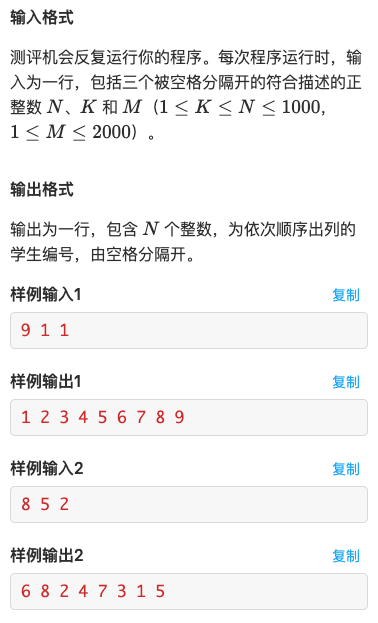 输入格式
测评机会反复运行你的程序。每次程序运行时，输
入为一行，包括三个被空格分隔开的符合描述的正
整数 N、K 和 M（1 ≤ K ≤ N ≤ 1000，
1 ≤ M ≤ 2000）。
输出格式
输出为一行，包含 N 个整数，为依次顺序出列的
学生编号，由空格分隔开。
样例输入1 复制
9 1 1
样例输出1 复制
1 2 3 4 5 6 7 8 9
样例输入2 复制
8 5 2
样例输出2 复制
6 8 2 4 7 3 1 5